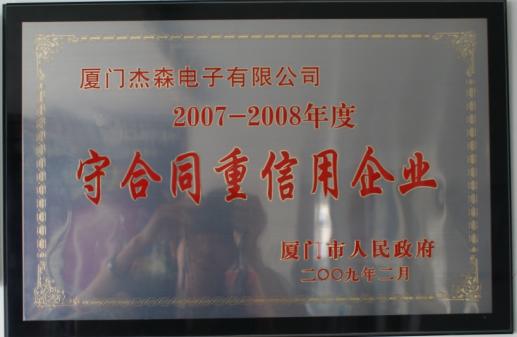 厦门杰森电子有限公司
2007-2008年度
守合同重信用企业
厦门市人民政府
二〇〇九年二月